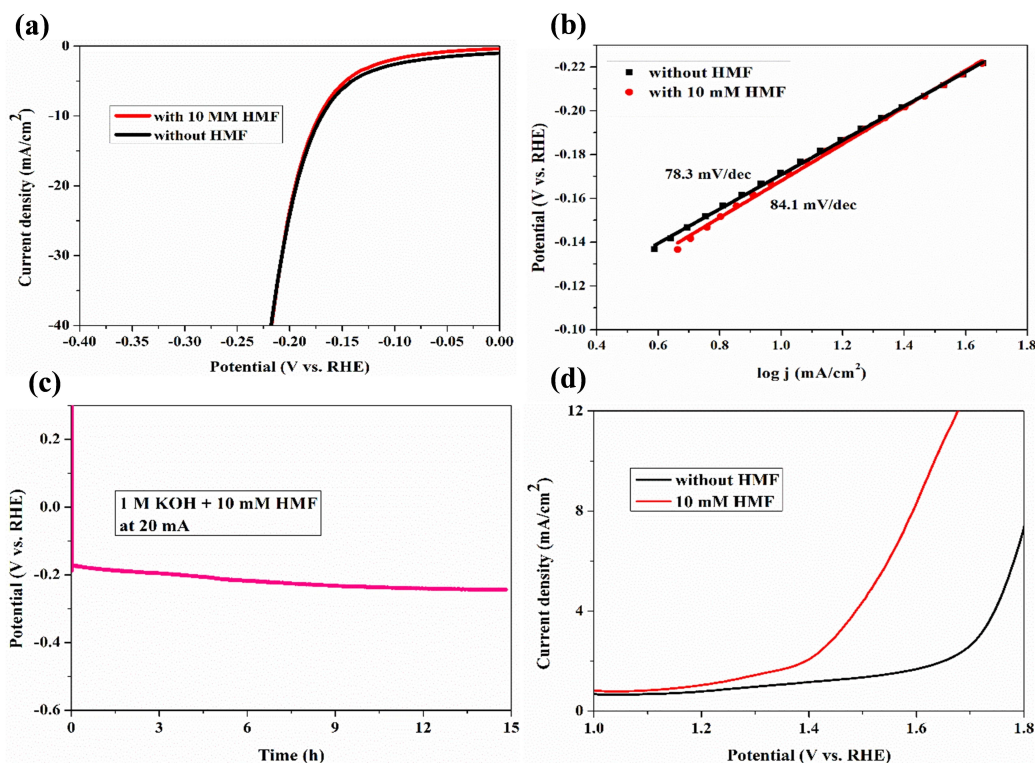 (a)
0
-10
-20
-30
-40
-0.40
-0.35
-0.30
-0.25
-0.20
-0.15
-0.10
-0.05
0.00
Current density (mA/cm²)
Potential (V vs. RHE)
with 10 MM HMF
without HMF
(b)
-0.22
-0.20
-0.18
-0.16
-0.14
-0.12
-0.10
0.4
0.6
0.8
1.0
1.2
1.4
1.6
1.8
Potential (V vs. RHE)
log j (mA/cm²)
without HMF
with 10 mM HMF
78.3 mV/dec
84.1 mV/dec
(c)
0.2
0.0
-0.2
-0.4
-0.6
0
3
6
9
12
15
Potential (V vs. RHE)
Time (h)
1 M KOH + 10 mM HMF
at 20 mA
(d)
12
8
4
0
1.0
1.2
1.4
1.6
1.8
Current density (mA/cm²)
Potential (V vs. RHE)
without HMF
10 mM HMF